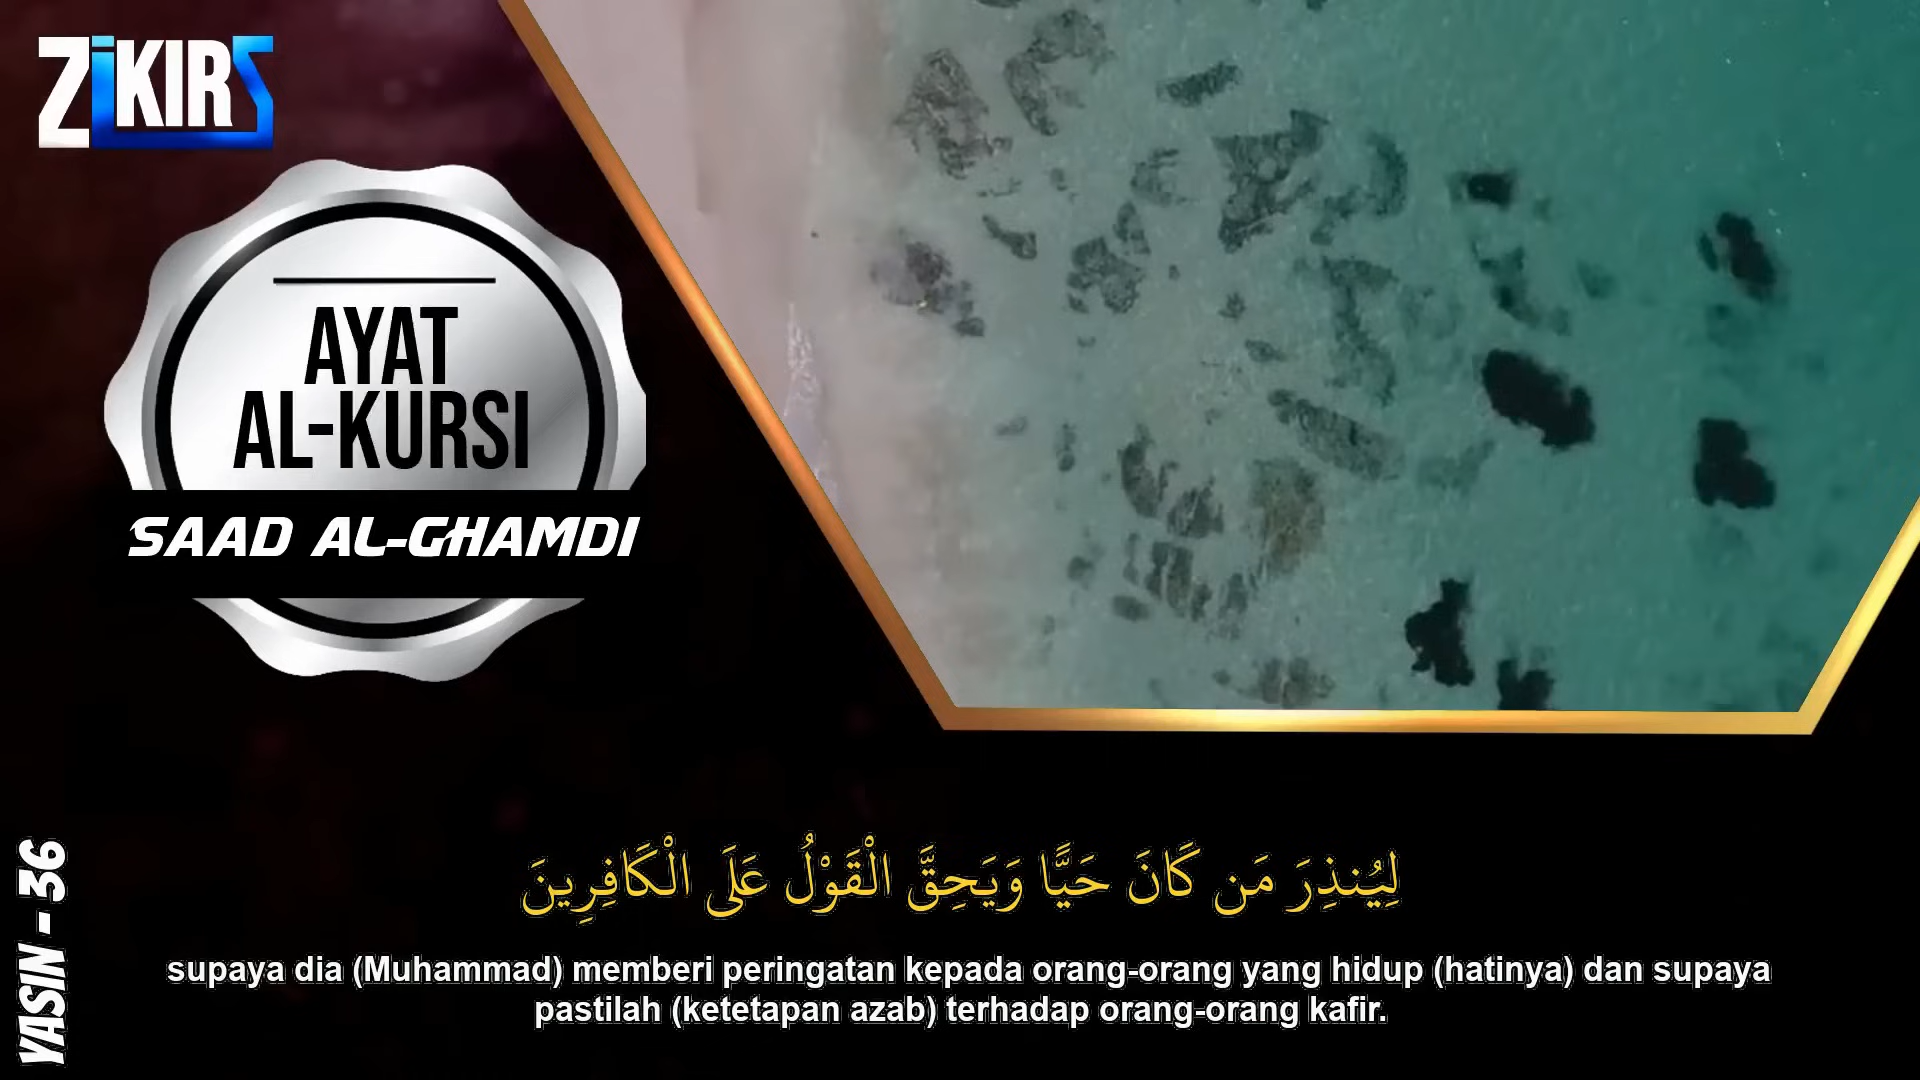 ZiKIRS
AYAT
AL-KURSI
SAAD AL-GHAMDI
لِيُنذِرَ مَن كَانَ حَيًّا وَيَحِقَّ الْقَوْلُ عَلَى الْكَافِرِينَ
supaya dia (Muhammad) memberi peringatan kepada orang-orang yang hidup (hatinya) dan supaya
pastilah (ketetapan azab) terhadap orang-orang kafir.
YASIN - 36